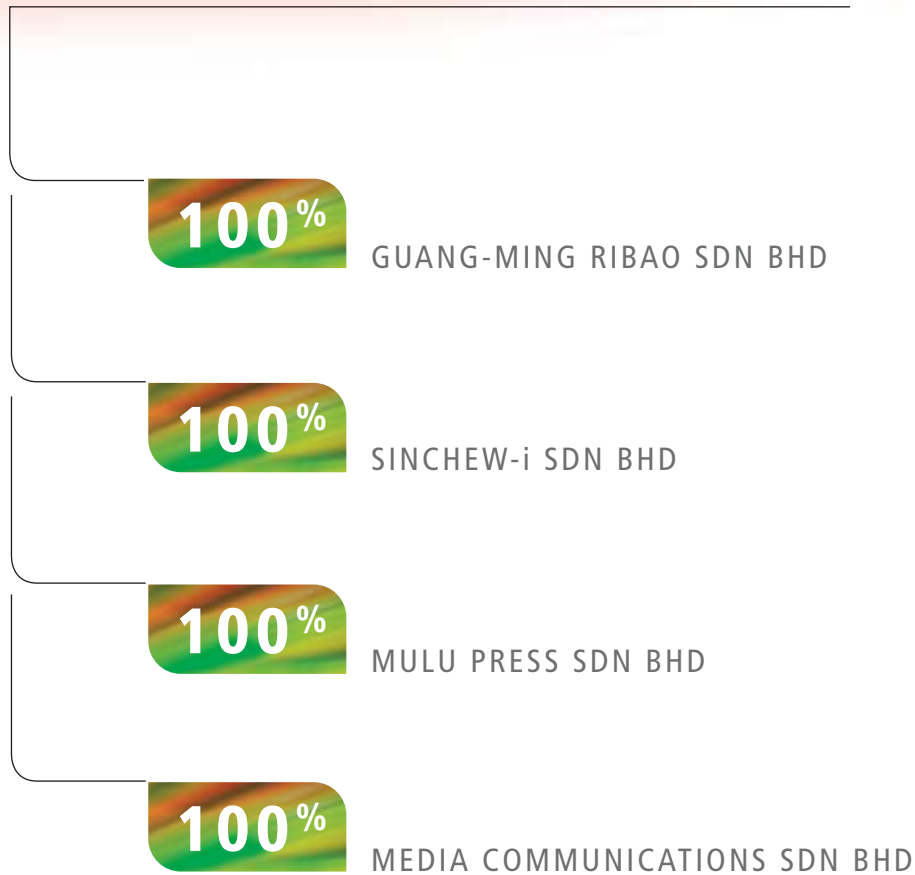 100%
GUANG-MING RIBAO SDN BHD
100%
SINCHEW-i SDN BHD
100%
MULU PRESS SDN BHD
100%
MEDIA COMMUNICATIONS SDN BHD